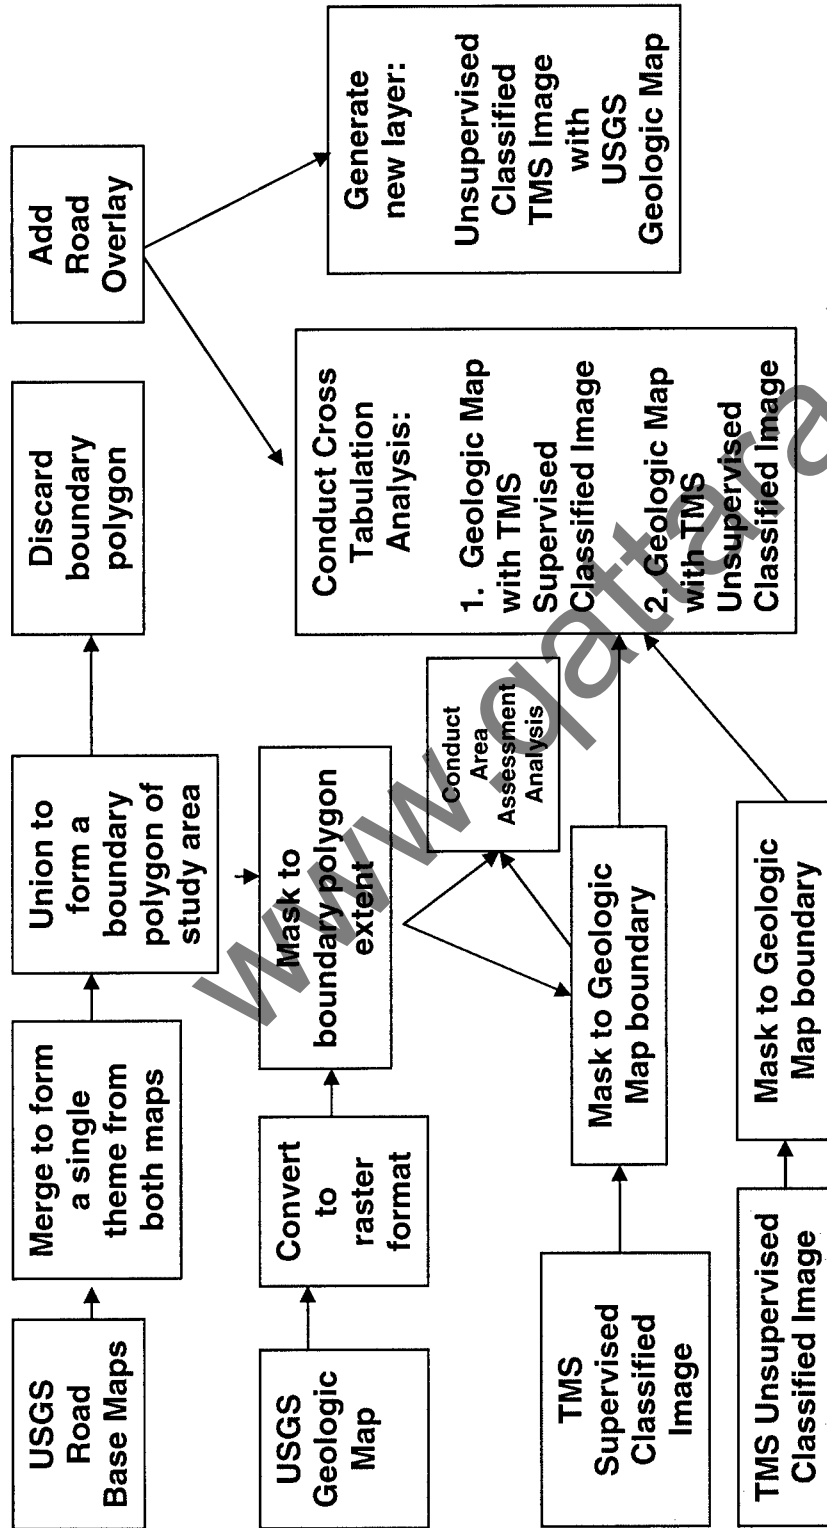 USGS
Road
Base Maps
Merge to form
a single
theme from
both maps
Union to
form a
boundary
polygon of
study area
Discard
boundary
polygon
Add
Road
Overlay
USGS
Geologic
Map
Convert
to
raster
format
Mask to
boundary polygon
extent
Conduct
Area
Assessment
Analysis
Conduct Cross
Tabulation
Analysis:
1. Geologic Map
with TMS
Supervised
Classified Image
2. Geologic Map
with TMS
Unsupervised
Classified Image
Generate
new layer:
Unsupervised
Classified
TMS Image
with
USGS
Geologic Map
TMS
Supervised
Classified
Image
Mask to Geologic
Map boundary
TMS Unsupervised
Classified Image
Mask to Geologic
Map boundary
www.qattara